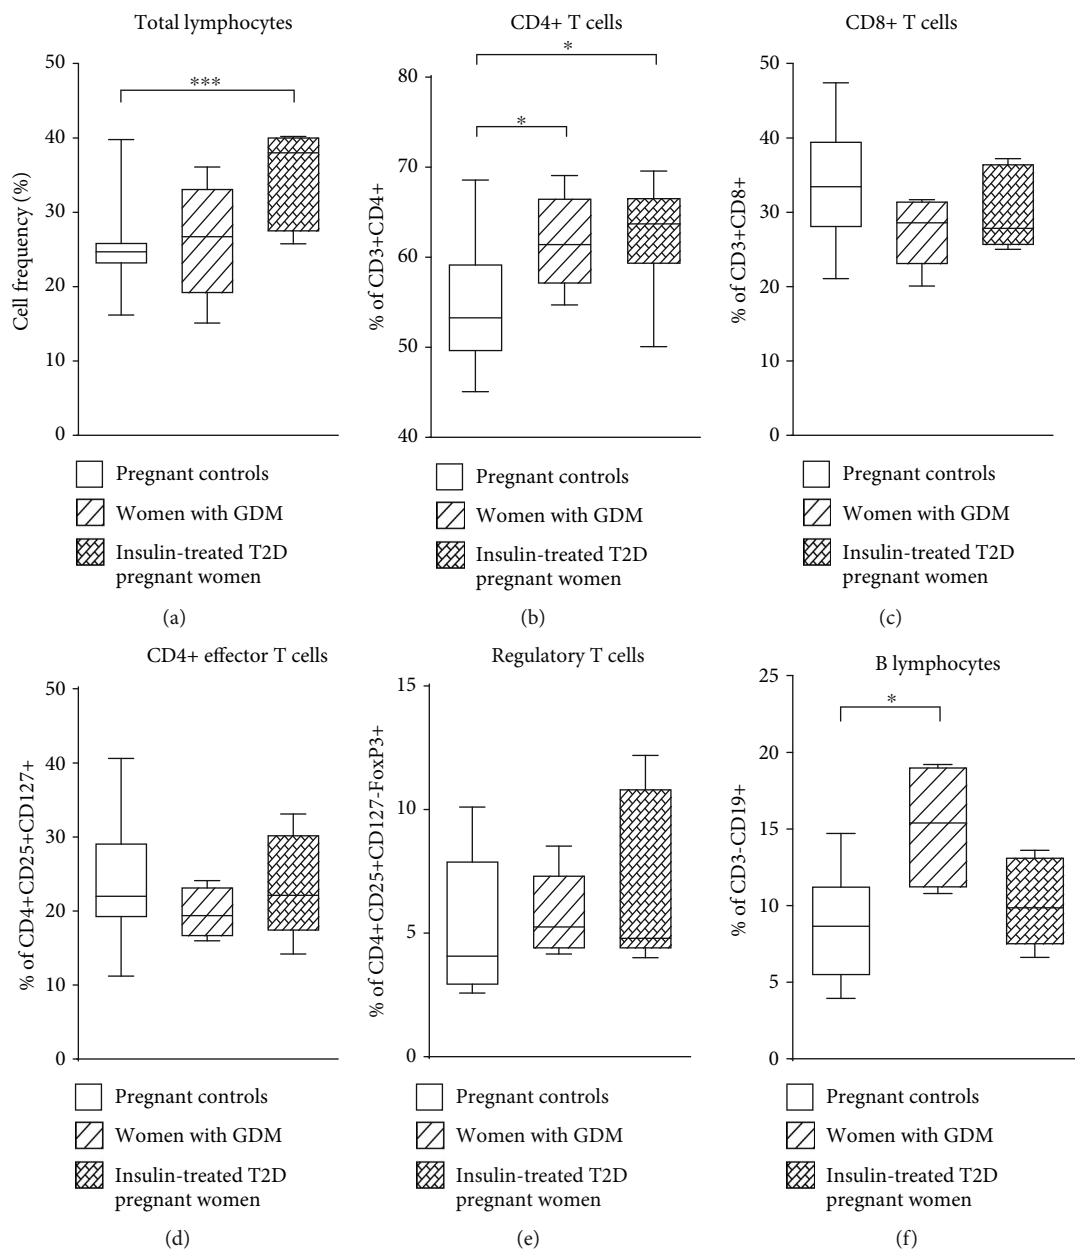 Total lymphocytes
Cell frequency (%)
50
40
30
20
10
0
***
Pregnant controls
Women with GDM
Insulin-treated T2D
pregnant women
(a)
CD4+ T cells
% of CD3+CD4+
80
70
60
50
40
*
*
Pregnant controls
Women with GDM
Insulin-treated T2D
pregnant women
(b)
CD8+ T cells
% of CD3+CD8+
50
40
30
20
10
0
Pregnant controls
Women with GDM
Insulin-treated T2D
pregnant women
(c)
CD4+ effector T cells
% of CD4+CD25+CD127+
50
40
30
20
10
0
Pregnant controls
Women with GDM
Insulin-treated T2D
pregnant women
(d)
Regulatory T cells
% of CD4+CD25+CD127-FoxP3+
15
10
5
0
Pregnant controls
Women with GDM
Insulin-treated T2D
pregnant women
(e)
B lymphocytes
% of CD3-CD19+
25
20
15
10
5
0
*
Pregnant controls
Women with GDM
Insulin-treated T2D
pregnant women
(f)